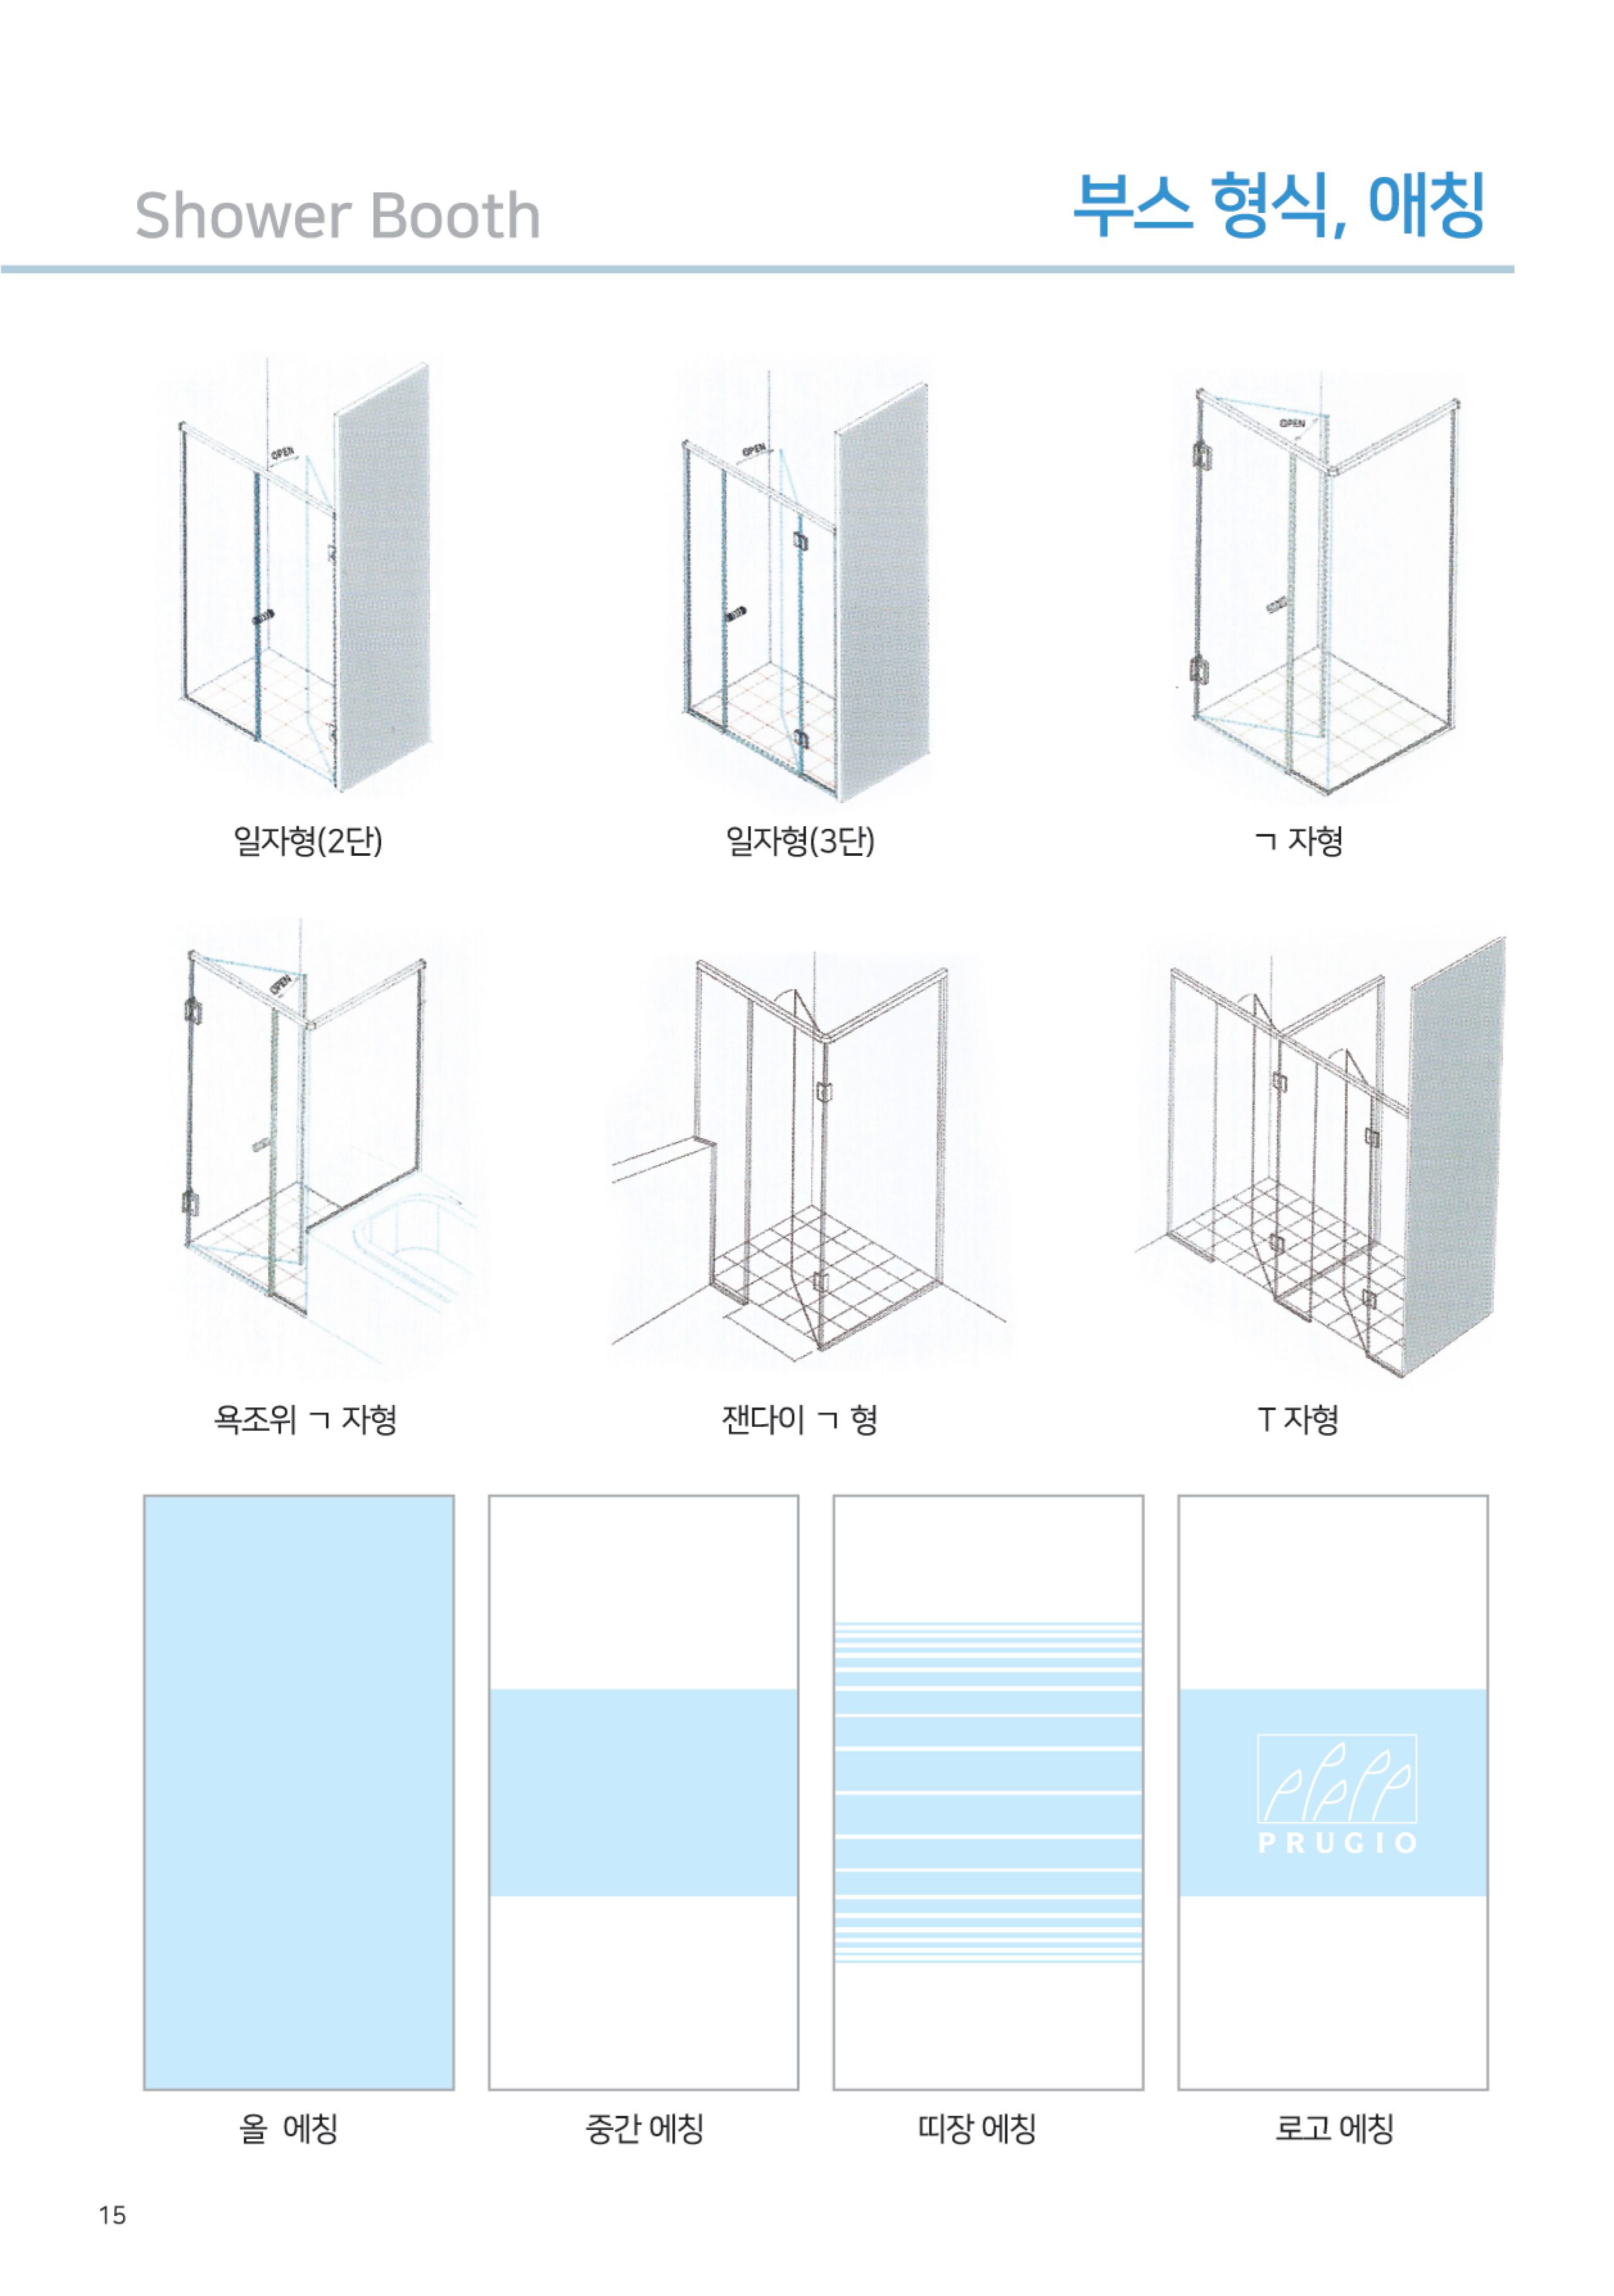 Shower Booth
부스 형식, 애칭
OPEN
OPEN
OPEN
일자형(2단)
일자형(3단)
ㄱ 자형
OPEN
욕조위 ㄱ 자형
잰다이 ㄱ 형
T 자형
PRUGIO
올 에칭
중간 에칭
띠장 에칭
로고 에칭
15